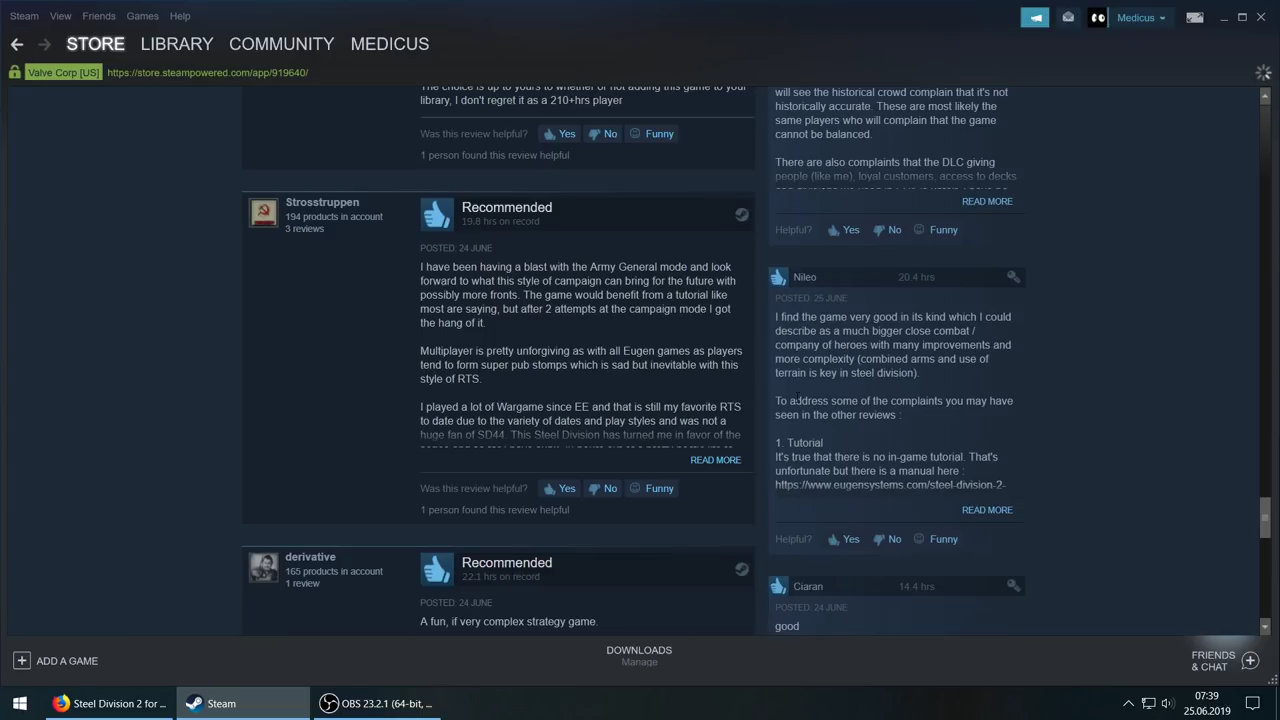 Steam View Friends Games Help
Medicus
STORE LIBRARY COMMUNITY MEDICUS
Valve Corp [US] https://store.steampowered.com/app/919640/
The choice is up to yours to whether or not adding this game to your
library, I don't regret it as a 210+hrs player
Was this review helpful? Yes No Funny
1 person found this review helpful
Strosstruppen
194 products in account
3 reviews
Recommended
19.8 hrs on record
POSTED: 24 JUNE
I have been having a blast with the Army General mode and look
forward to what this style of campaign can bring for the future with
possibly more fronts. The game would benefit from a tutorial like
most are saying, but after 2 attempts at the campaign mode I got
the hang of it.
Multiplayer is pretty unforgiving as with all Eugen games as players
tend to form super pub stomps which is sad but inevitable with this
style of RTS.
I played a lot of Wargame since EE and that is still my favorite RTS
to date due to the variety of dates and play styles and was not a
huge fan of SD44. This Steel Division has turned me in favor of the
READ MORE
Was this review helpful? Yes No Funny
1 person found this review helpful
derivative
165 products in account
1 review
Recommended
22.1 hrs on record
POSTED: 24 JUNE
A fun, if very complex strategy game.
will see the historical crowd complain that it's not
historically accurate. These are most likely the
same players who will complain that the game
cannot be balanced.
There are also complaints that the DLC giving
people (like me), loyal customers, access to decks
READ MORE
Helpful? Yes No Funny
Nileo 20.4 hrs
POSTED: 25 JUNE
I find the game very good in its kind which I could
describe as a much bigger close combat /
company of heroes with many improvements and
more complexity (combined arms and use of
terrain is key in steel division).
To address some of the complaints you may have
seen in the other reviews :
1. Tutorial
It's true that there is no in-game tutorial. That's
unfortunate but there is a manual here :
https://www.eugensystems.com/steel-division-2-
READ MORE
Helpful? Yes No Funny
Ciaran 14.4 hrs
POSTED: 24 JUNE
good
ADD A GAME
DOWNLOADS
Manage
FRIENDS
& CHAT
Steel Division 2 for ... Steam OBS 23.2.1 (64-bit, ...
07:39
25.06.2019